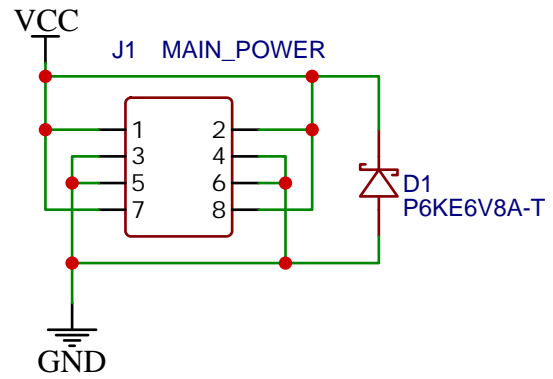 VCC
J1 MAIN_POWER
1 2
3 4
5 6
7 8
D1
P6KE6V8A-T
GND